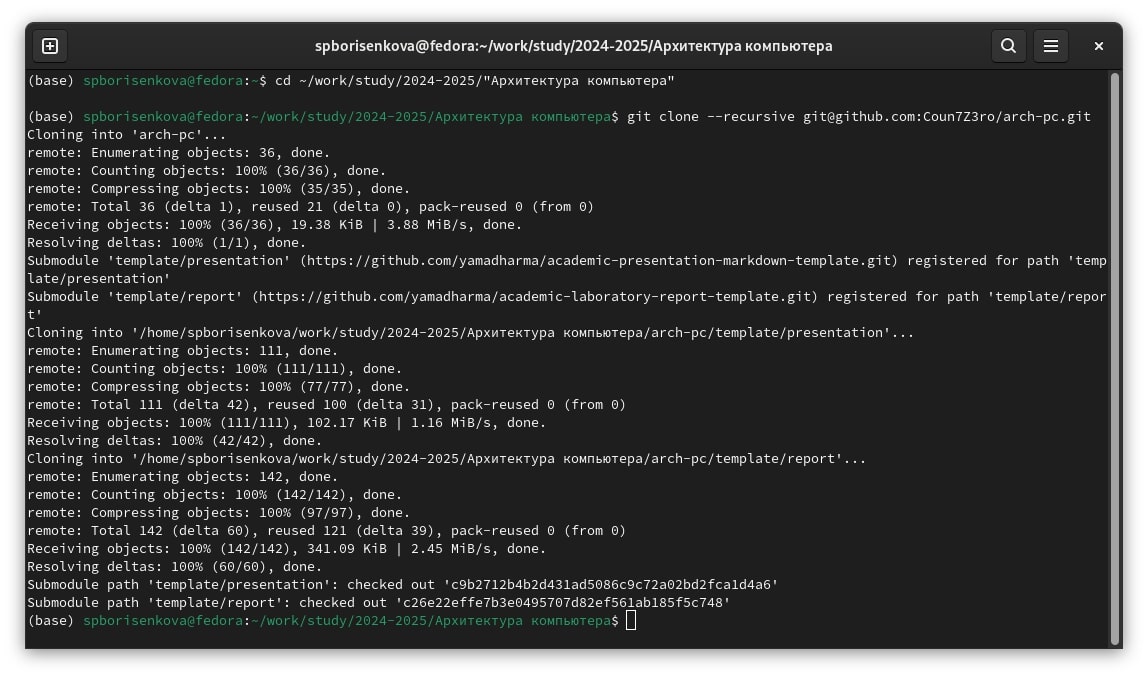 spborisenkova@fedora:~/work/study/2024-2025/Архитектура компьютера
(base) spborisenkova@fedora:~$ cd ~/work/study/2024-2025/"Архитектура компьютера"
(base) spborisenkova@fedora:~/work/study/2024-2025/Архитектура компьютера$ git clone --recursive git@github.com:Coun7Z3ro/arch-pc.git
Cloning into 'arch-pc'...
remote: Enumerating objects: 36, done.
remote: Counting objects: 100% (36/36), done.
remote: Compressing objects: 100% (35/35), done.
remote: Total 36 (delta 1), reused 21 (delta 0), pack-reused 0 (from 0)
Receiving objects: 100% (36/36), 19.38 KiB | 3.88 MiB/s, done.
Resolving deltas: 100% (1/1), done.
Submodule 'template/presentation' (https://github.com/yamadharma/academic-presentation-markdown-template.git) registered for path 'temp
late/presentation'
Submodule 'template/report' (https://github.com/yamadharma/academic-laboratory-report-template.git) registered for path 'template/repor
t'
Cloning into '/home/spborisenkova/work/study/2024-2025/Архитектура компьютера/arch-pc/template/presentation'...
remote: Enumerating objects: 111, done.
remote: Counting objects: 100% (111/111), done.
remote: Compressing objects: 100% (77/77), done.
remote: Total 111 (delta 42), reused 100 (delta 31), pack-reused 0 (from 0)
Receiving objects: 100% (111/111), 102.17 KiB | 1.16 MiB/s, done.
Resolving deltas: 100% (42/42), done.
Cloning into '/home/spborisenkova/work/study/2024-2025/Архитектура компьютера/arch-pc/template/report'...
remote: Enumerating objects: 142, done.
remote: Counting objects: 100% (142/142), done.
remote: Compressing objects: 100% (97/97), done.
remote: Total 142 (delta 60), reused 121 (delta 39), pack-reused 0 (from 0)
Receiving objects: 100% (142/142), 341.09 KiB | 2.45 MiB/s, done.
Resolving deltas: 100% (60/60), done.
Submodule path 'template/presentation': checked out 'c9b2712b4b2d431ad5086c9c72a02bd2fca1d4a6'
Submodule path 'template/report': checked out 'c26e22effe7b3e0495707d82ef561ab185f5c748'
(base) spborisenkova@fedora:~/work/study/2024-2025/Архитектура компьютера$